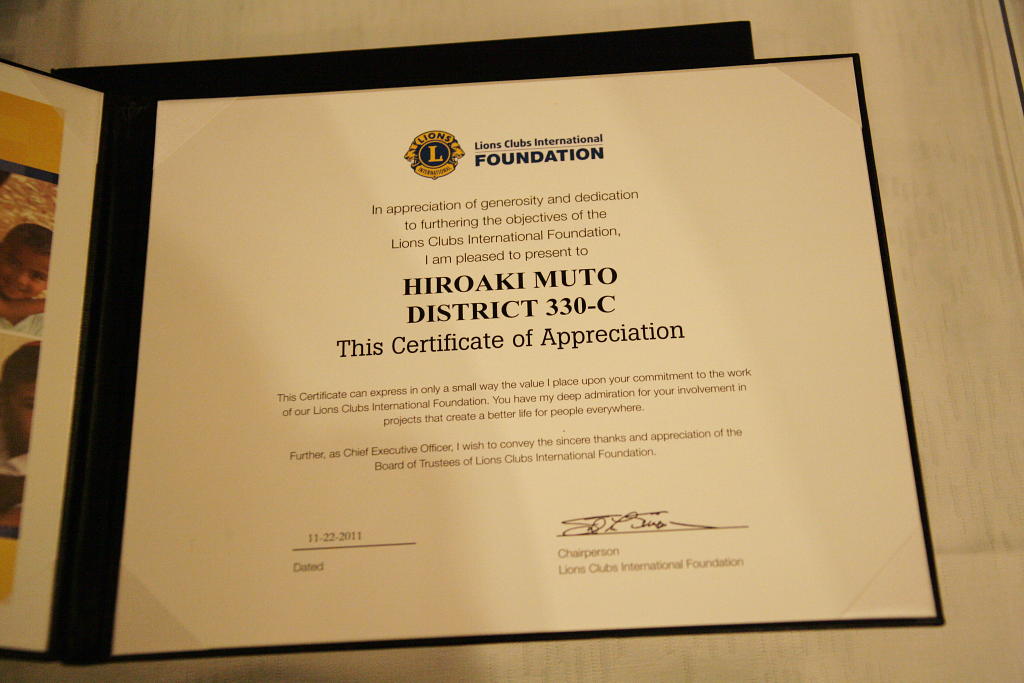 LIONS
L
INTERNATIONAL
Lions Clubs International
FOUNDATION
In appreciation of generosity and dedication
to furthering the objectives of the
Lions Clubs International Foundation,
I am pleased to present to
HIROAKI MUTO
DISTRICT 330-C
This Certificate of Appreciation
This Certificate can express in only a small way the value I place upon your commitment to the work
of our Lions Clubs International Foundation. You have my deep admiration for your involvement in
projects that create a better life for people everywhere.
Further, as Chief Executive Officer, I wish to convey the sincere thanks and appreciation of the
Board of Trustees of Lions Clubs International Foundation.
11-22-2011
Dated
Chairperson
Lions Clubs International Foundation